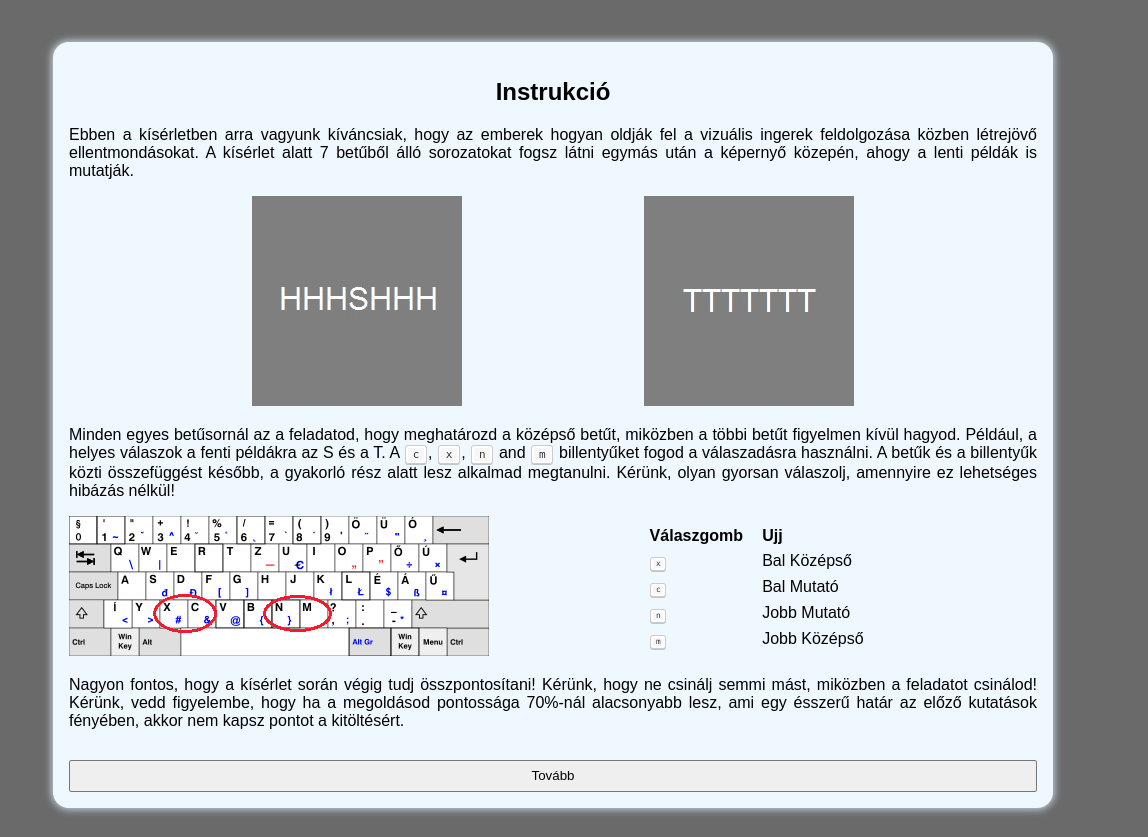 Instrukció
Ebben a kísérletben arra vagyunk kíváncsiak, hogy az emberek hogyan oldják fel a vizuális ingerek feldolgozása közben létrejövő
ellentmondásokat. A kísérlet alatt 7 betűből álló sorozatokat fogsz látni egymás után a képernyő közepén, ahogy a lenti példák is
mutatják.
HHHSHHH
TTTTTTT
Minden egyes betűsornál az a feladatod, hogy meghatározd a középső betűt, miközben a többi betűt figyelmen kívül hagyod. Például, a
helyes válaszok a fenti példákra az S és a T. A c, x, n and m billentyűket fogod a válaszadásra használni. A betűk és a billentyűk
közti összefüggést később, a gyakorló rész alatt lesz alkalmad megtanulni. Kérünk, olyan gyorsan válaszolj, amennyire ez lehetséges
hibázás nélkül!
§ ' " + ! % / = ( ) Ö Ü Ó
0 1 ~ 2 ˇ 3 ^ 4 ˘ 5 ° 6 ˛ 7 ` 8 ˙ 9 ' ˝ " ¸
Q W E R T Z U I O P Ő Ú
\ | — € „ ” ÷ ×
Caps Lock A S D F G H J K L É Á Ű
đ Đ [ ] ł Ł $ ß ¤
Í Y X C V B N M ? : _
< > # & @ { } , ; . - *
Ctrl Win Key Alt Alt Gr Win Key Menu Ctrl
Válaszgomb Ujj
x Bal Középső
c Bal Mutató
n Jobb Mutató
m Jobb Középső
Nagyon fontos, hogy a kísérlet során végig tudj összpontosítani! Kérünk, hogy ne csinálj semmi mást, miközben a feladatot csinálod!
Kérünk, vedd figyelembe, hogy ha a megoldásod pontossága 70%-nál alacsonyabb lesz, ami egy ésszerű határ az előző kutatások
fényében, akkor nem kapsz pontot a kitöltésért.
Tovább